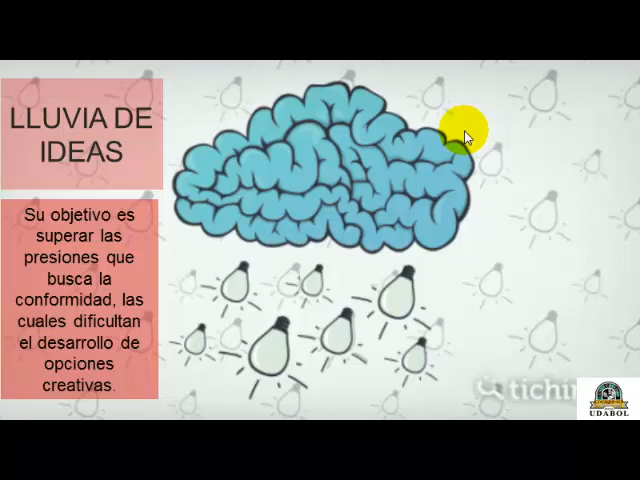 LLUVIA DE
IDEAS
Su objetivo es
superar las
presiones que
busca la
conformidad, las
cuales dificultan
el desarrollo de
opciones
creativas.
tichin
UDABOL